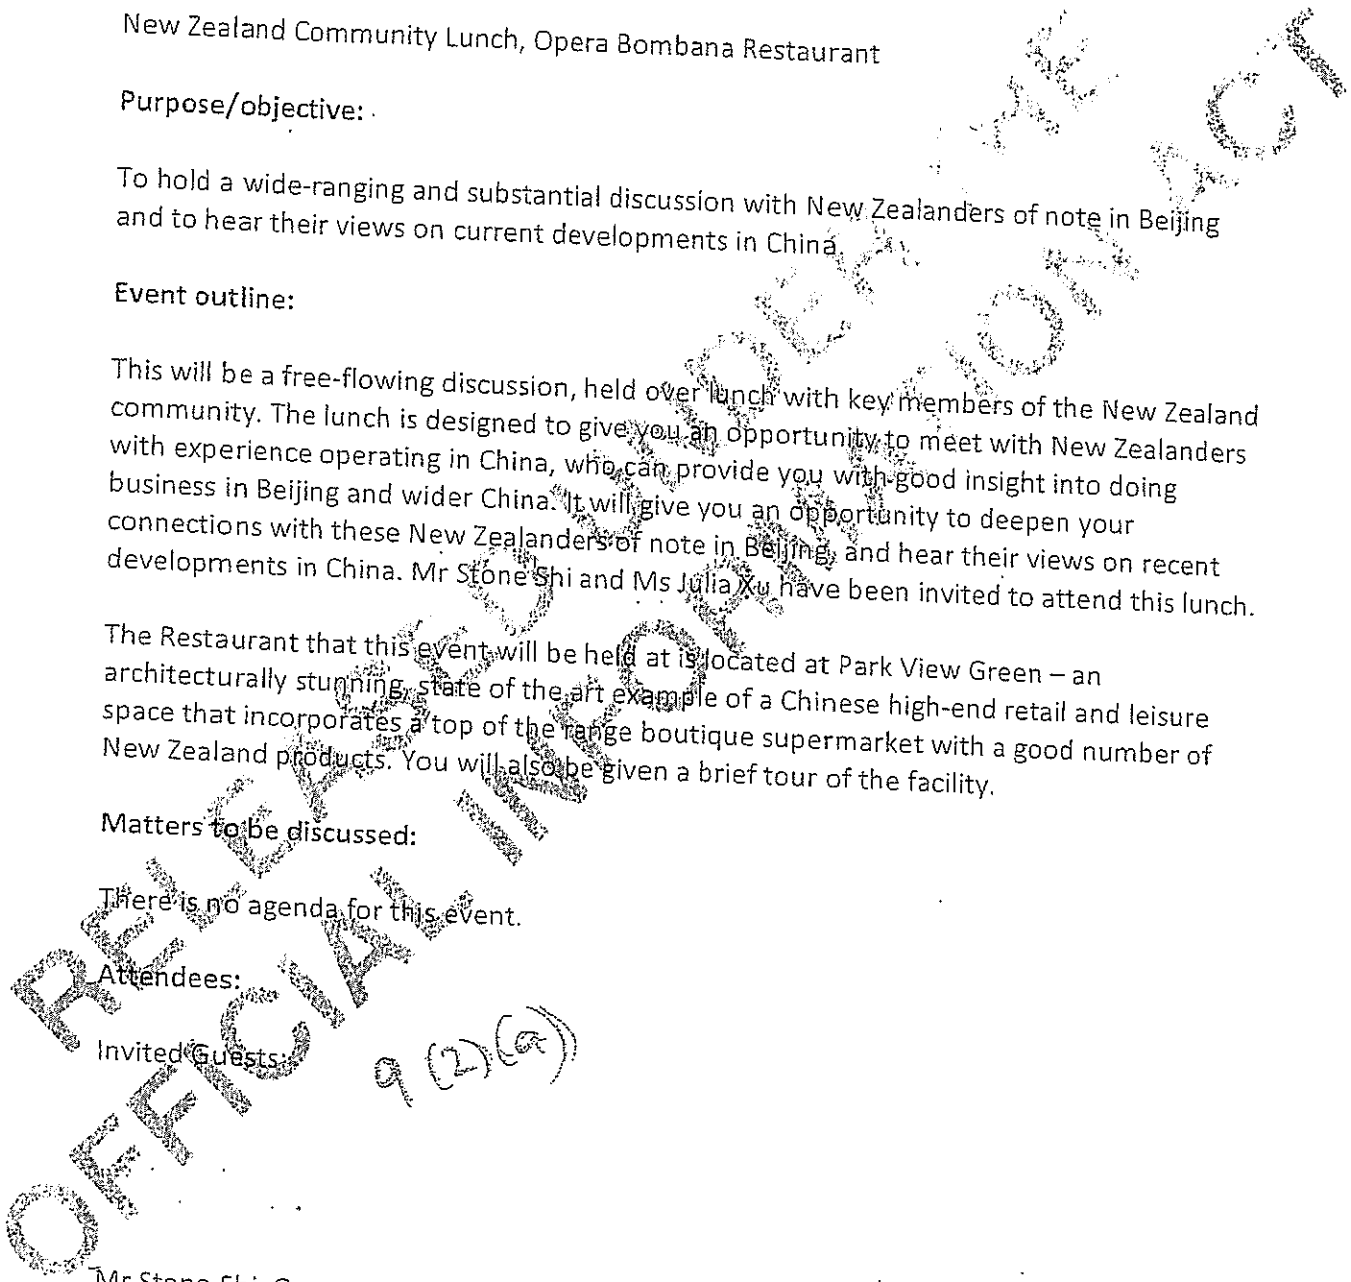 New Zealand Community Lunch, Opera Bombana Restaurant
Purpose/objective:
To hold a wide-ranging and substantial discussion with New Zealanders of note in Beijing
and to hear their views on current developments in China.
Event outline:
This will be a free-flowing discussion, held over lunch with key members of the New Zealand
community. The lunch is designed to give you an opportunity to meet with New Zealanders
with experience operating in China, who can provide you with good insight into doing
business in Beijing and wider China. It will give you an opportunity to deepen your
connections with these New Zealanders of note in Beijing, and hear their views on recent
developments in China. Mr Stone Shi and Ms Julia Xu have been invited to attend this lunch.
The Restaurant that this event will be held at is located at Park View Green – an
architecturally stunning, state of the art example of a Chinese high-end retail and leisure
space that incorporates a top of the range boutique supermarket with a good number of
New Zealand products. You will also be given a brief tour of the facility.
Matters to be discussed:
There is no agenda for this event.
Attendees:
Invited Guests:
9(2)(a)
Mr Stone Shi
RELEASED UNDER THE
OFFICIAL INFORMATION ACT